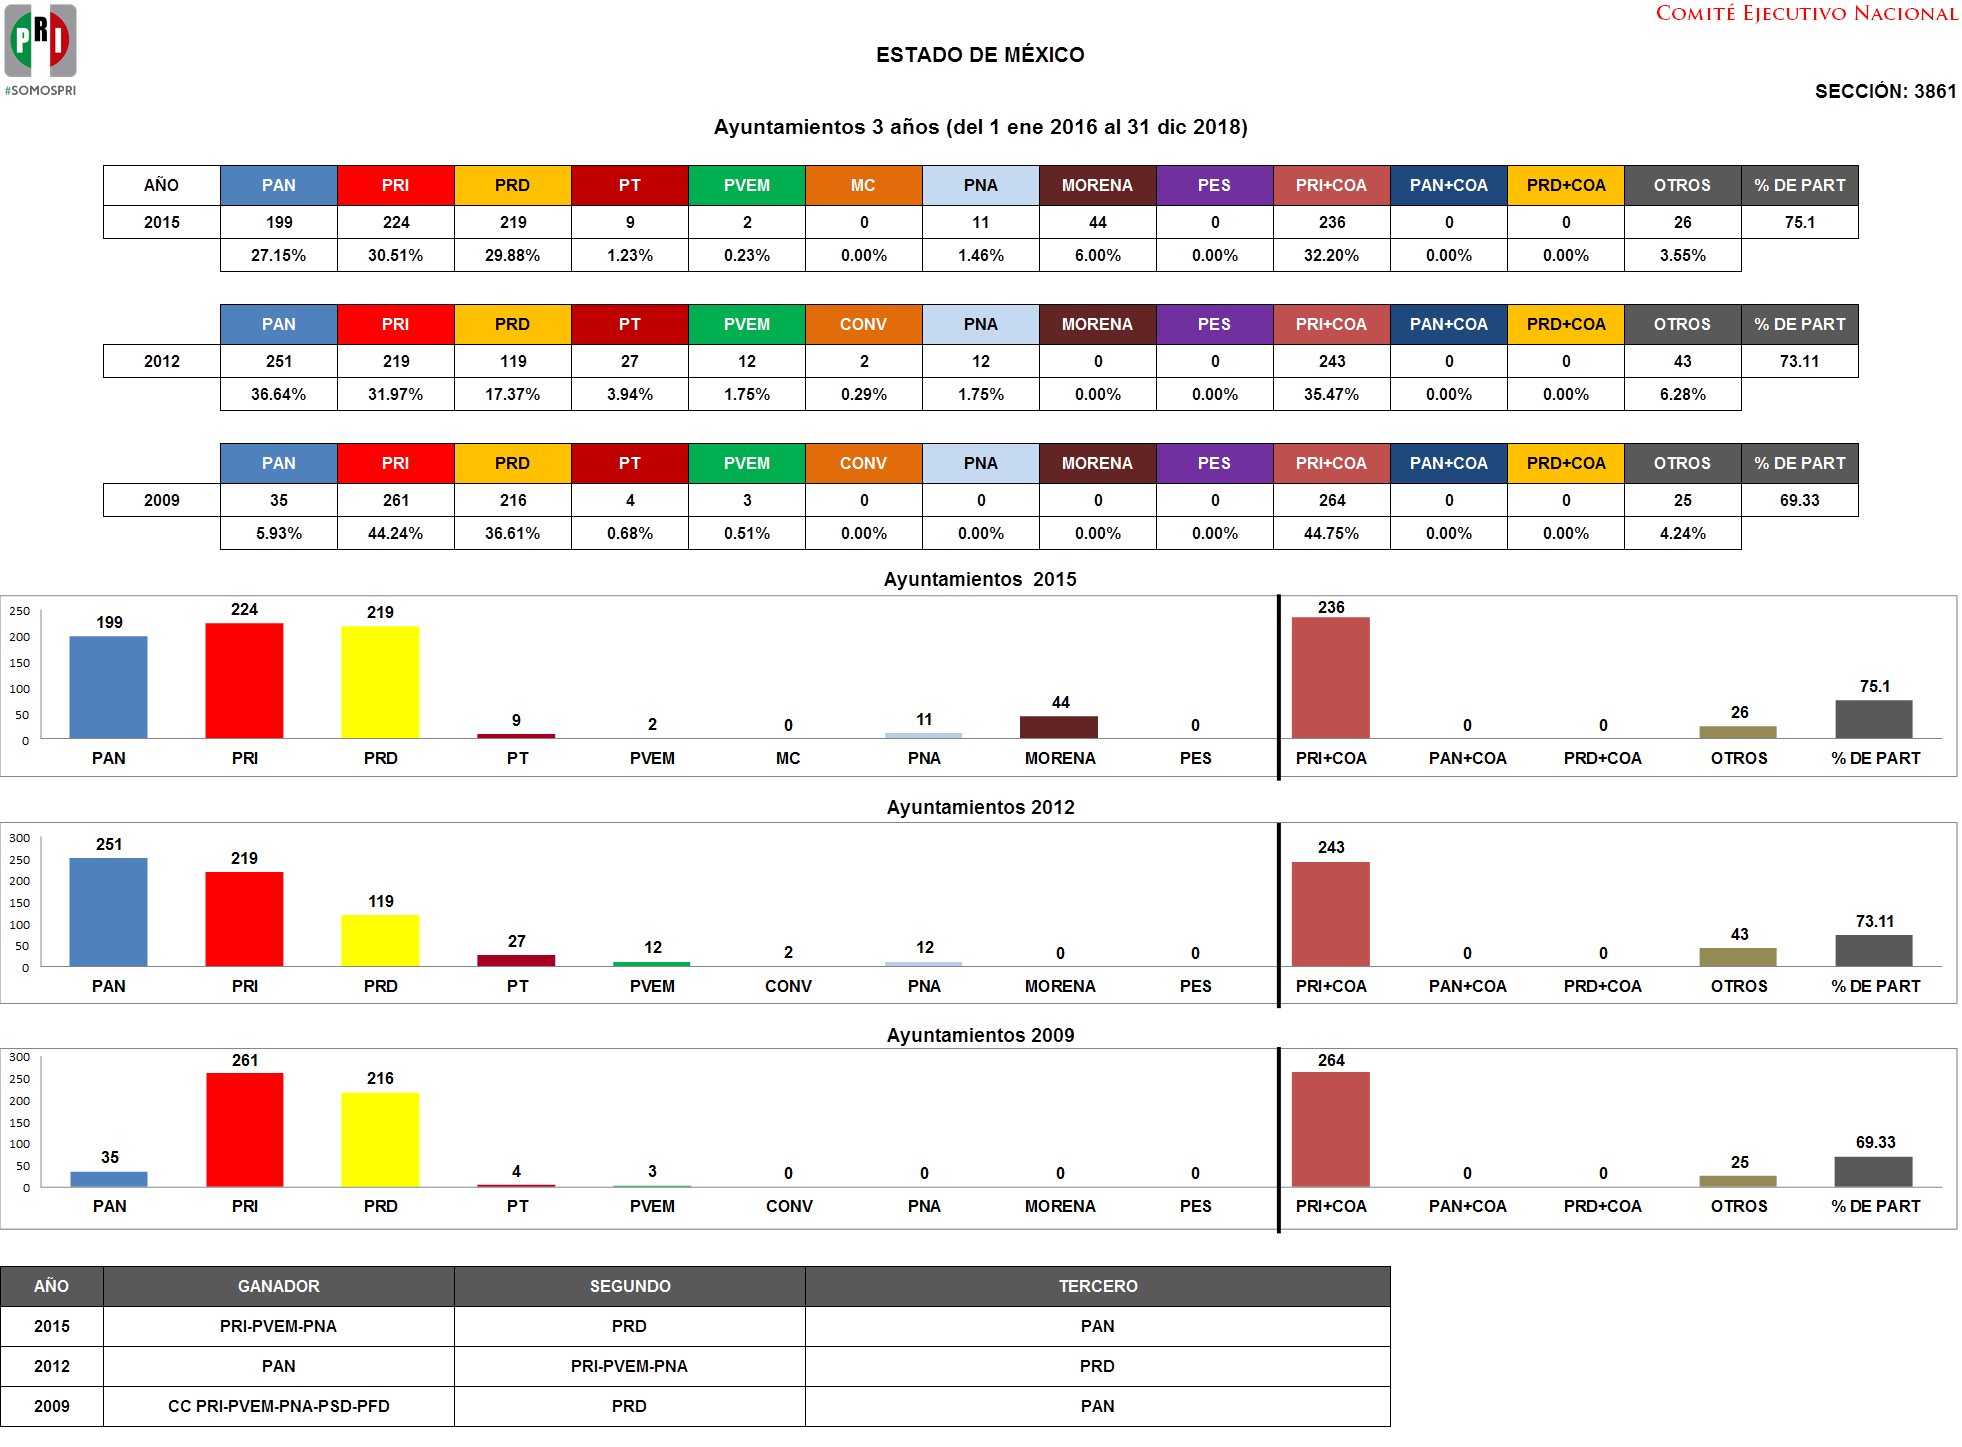 PRI
#SOMOSPRI
COMITÉ EJECUTIVO NACIONAL
ESTADO DE MÉXICO
SECCIÓN: 3861
Ayuntamientos 3 años (del 1 ene 2016 al 31 dic 2018)
AÑO PAN PRI PRD PT PVEM MC PNA MORENA PES PRI+COA PAN+COA PRD+COA OTROS % DE PART
2015 199 224 219 9 2 0 11 44 0 236 0 0 26 75.1
27.15% 30.51% 29.88% 1.23% 0.23% 0.00% 1.46% 6.00% 0.00% 32.20% 0.00% 0.00% 3.55%
PAN PRI PRD PT PVEM CONV PNA MORENA PES PRI+COA PAN+COA PRD+COA OTROS % DE PART
2012 251 219 119 27 12 2 12 0 0 243 0 0 43 73.11
36.64% 31.97% 17.37% 3.94% 1.75% 0.29% 1.75% 0.00% 0.00% 35.47% 0.00% 0.00% 6.28%
PAN PRI PRD PT PVEM CONV PNA MORENA PES PRI+COA PAN+COA PRD+COA OTROS % DE PART
2009 35 261 216 4 3 0 0 0 0 264 0 0 25 69.33
5.93% 44.24% 36.61% 0.68% 0.51% 0.00% 0.00% 0.00% 0.00% 44.75% 0.00% 0.00% 4.24%
Ayuntamientos 2015
250
200
150
100
50
0
199 224 219 9 2 0 11 44 0 236 0 0 26 75.1
PAN PRI PRD PT PVEM MC PNA MORENA PES PRI+COA PAN+COA PRD+COA OTROS % DE PART
Ayuntamientos 2012
300
250
200
150
100
50
0
251 219 119 27 12 2 12 0 0 243 0 0 43 73.11
PAN PRI PRD PT PVEM CONV PNA MORENA PES PRI+COA PAN+COA PRD+COA OTROS % DE PART
Ayuntamientos 2009
300
250
200
150
100
50
0
35 261 216 4 3 0 0 0 0 264 0 0 25 69.33
PAN PRI PRD PT PVEM CONV PNA MORENA PES PRI+COA PAN+COA PRD+COA OTROS % DE PART
AÑO GANADOR SEGUNDO TERCERO
2015 PRI-PVEM-PNA PRD PAN
2012 PAN PRI-PVEM-PNA PRD
2009 CC PRI-PVEM-PNA-PSD-PFD PRD PAN